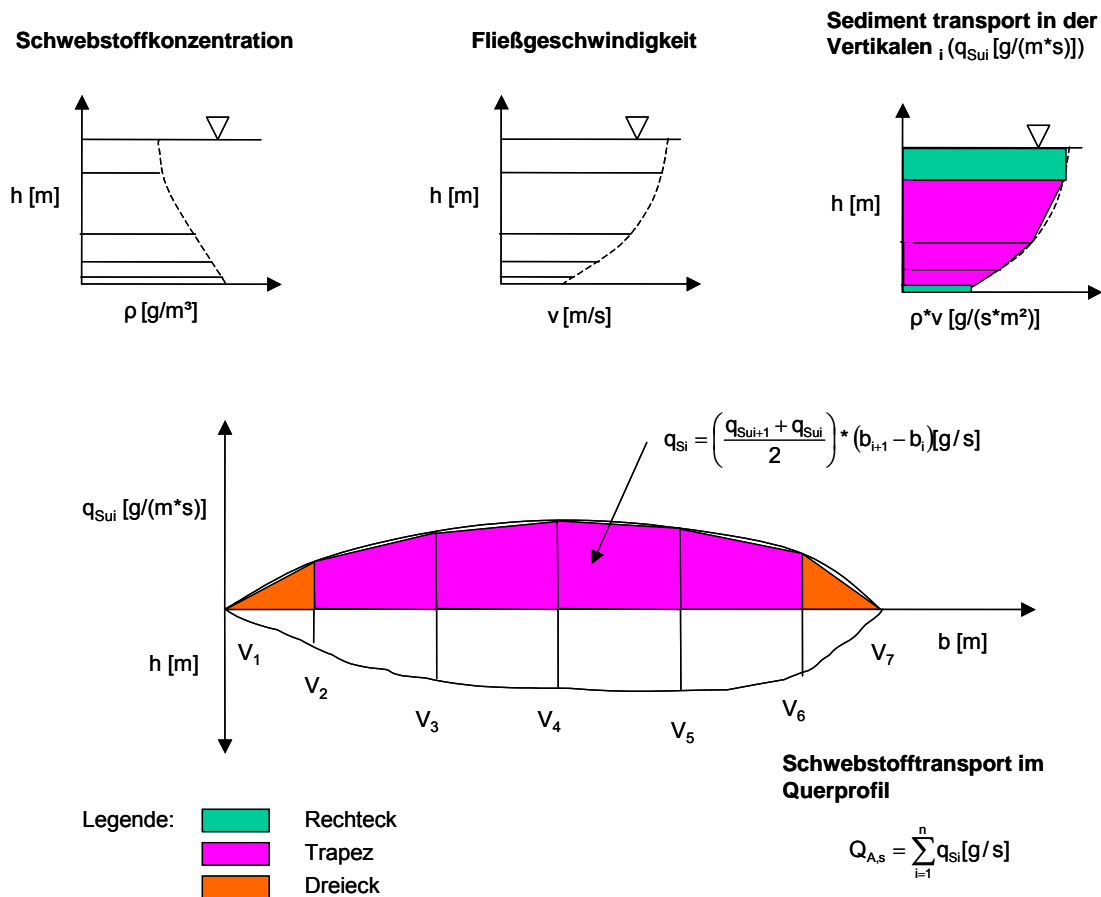 Schwebstoffkonzentration
Fließgeschwindigkeit
Sediment transport in der
Vertikalen i (qSui [g/(m*s)])
h [m]
ρ [g/m³]
h [m]
v [m/s]
h [m]
ρ*v [g/(s*m²)]
qSi = ((qSui+1 + qSui) / 2) * (bi+1 − bi)[g/s]
qSui [g/(m*s)]
h [m]
b [m]
V1
V2
V3
V4
V5
V6
V7
Schwebstofftransport im
Querprofil
QA,s = ∑ n i=1 qSi[g/s]
Legende:
Rechteck
Trapez
Dreieck